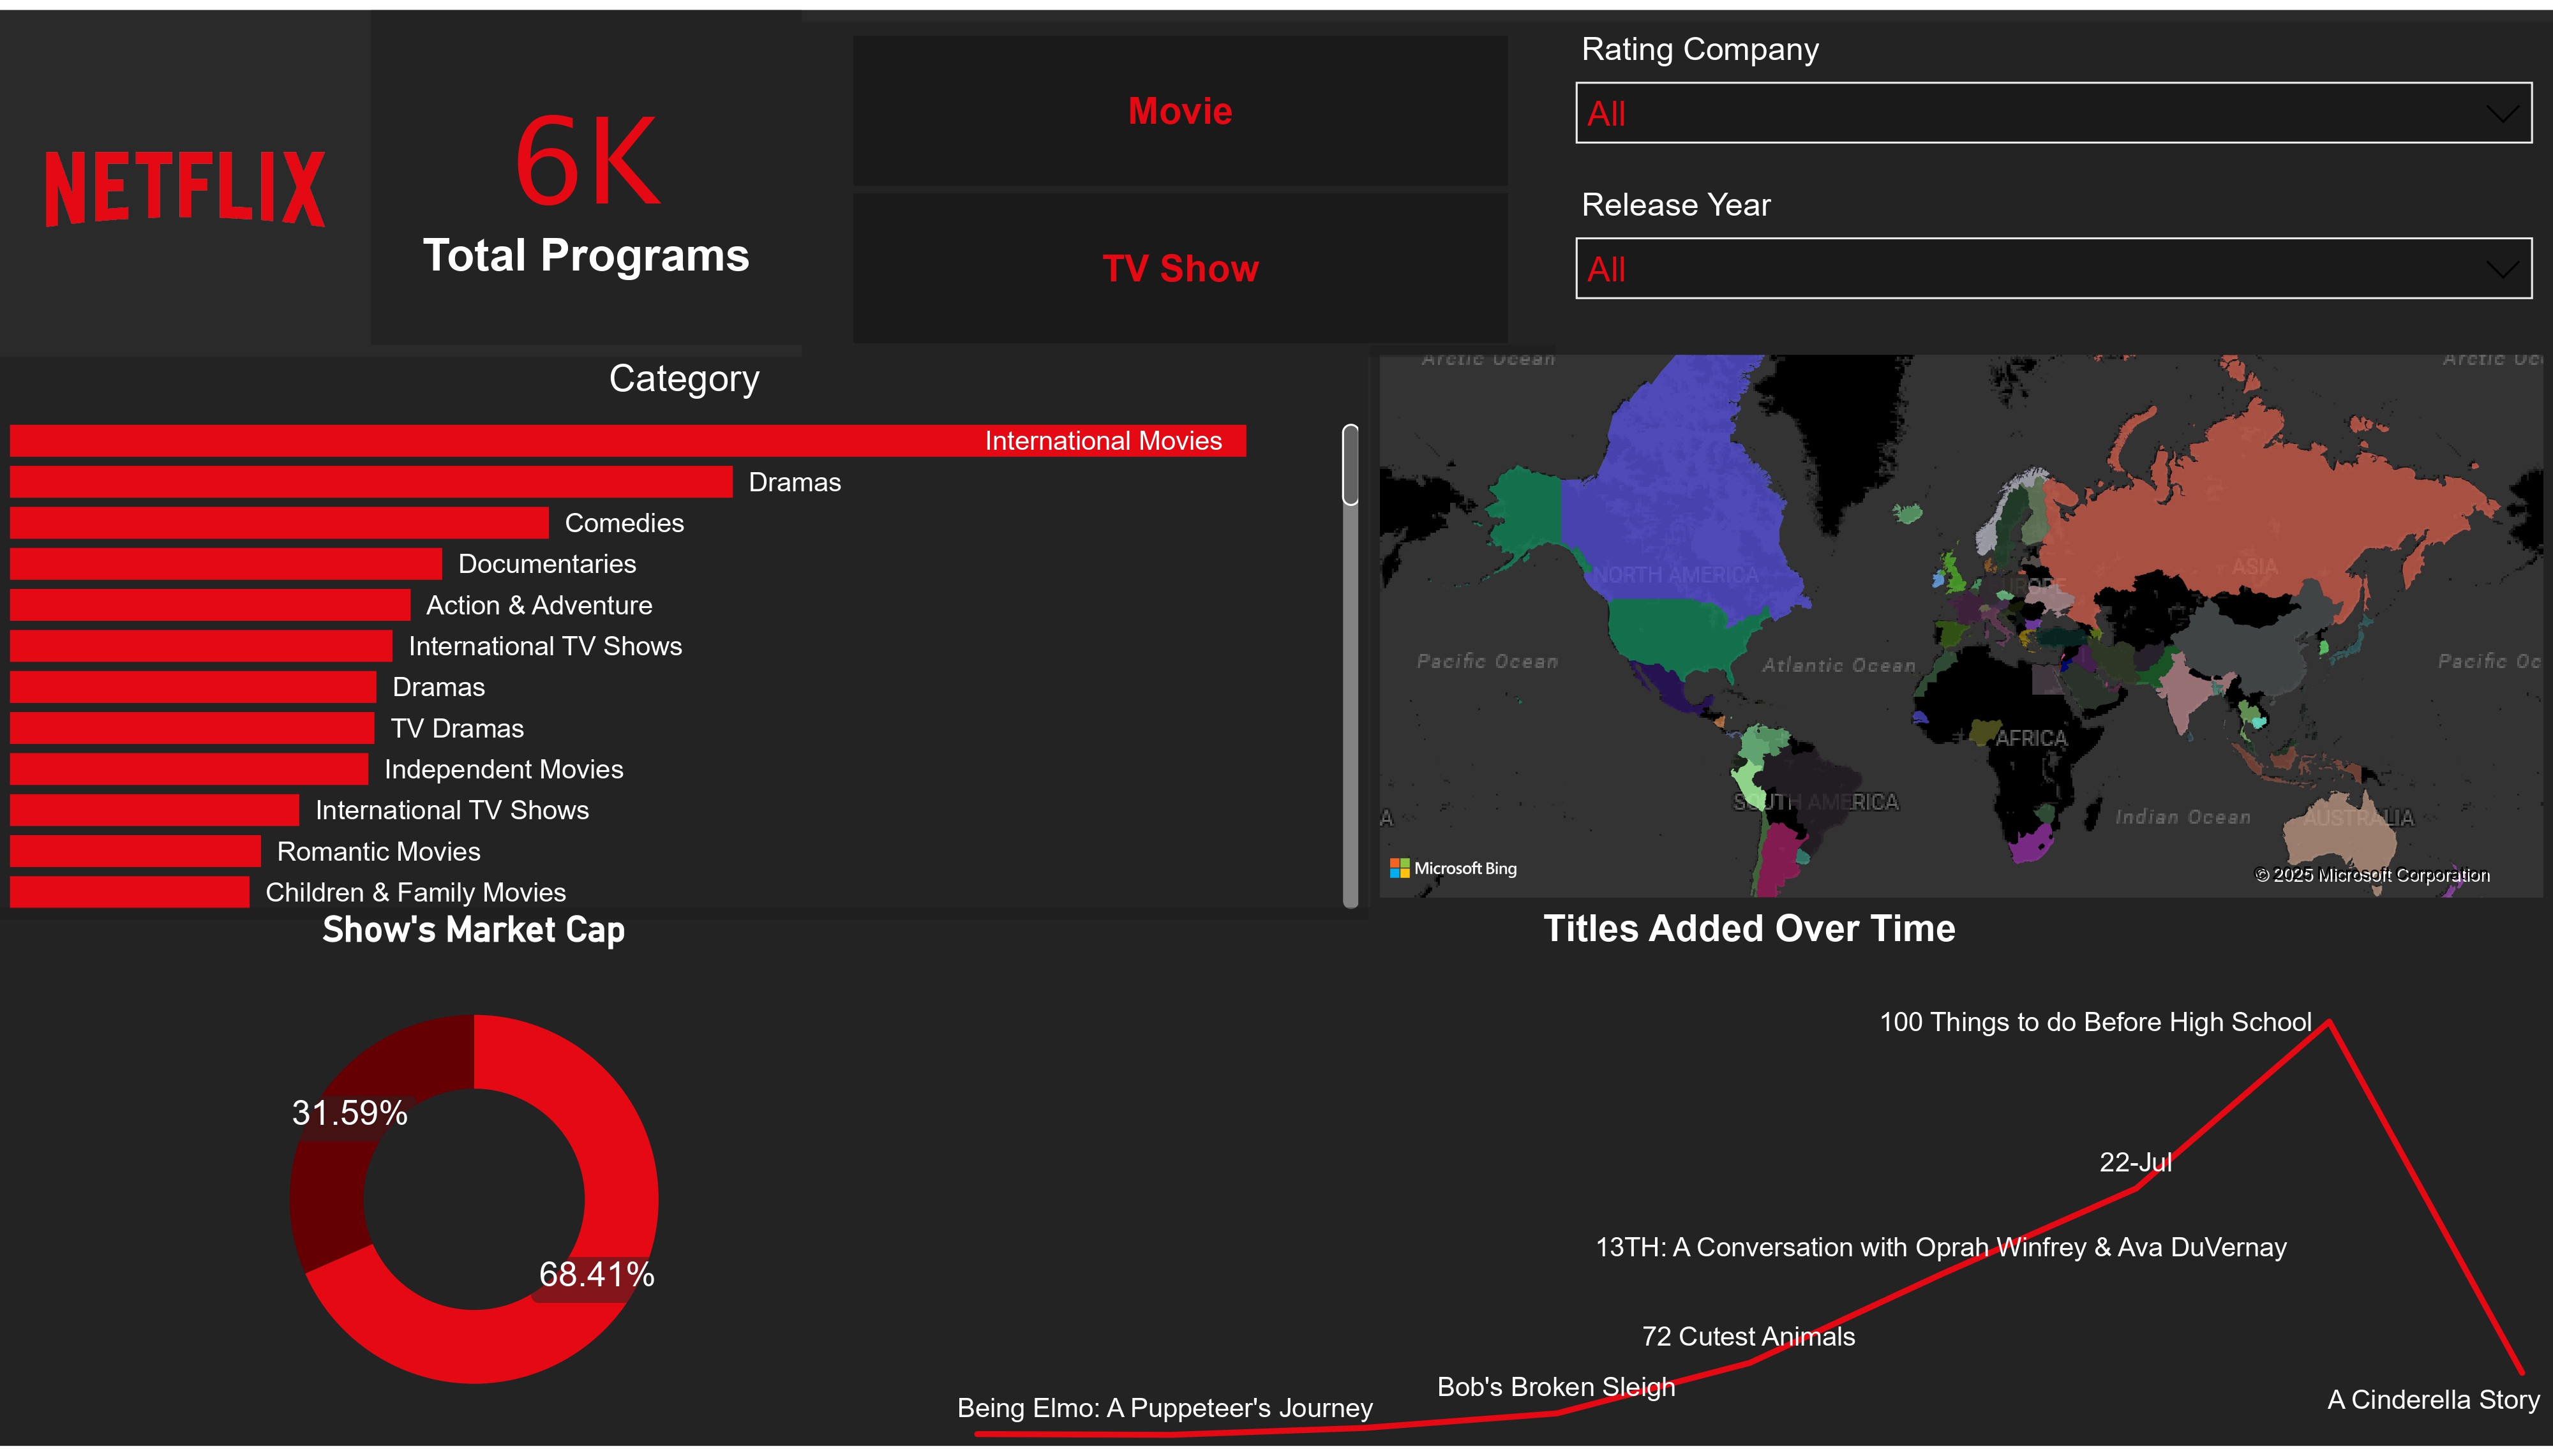 NETFLIX
6K
Total Programs
Movie
TV Show
Rating Company
All
Release Year
All
Category
International Movies
Dramas
Comedies
Documentaries
Action & Adventure
International TV Shows
Dramas
TV Dramas
Independent Movies
International TV Shows
Romantic Movies
Children & Family Movies
Arctic Ocean
Arctic Oc
NORTH AMERICA
EUROPE
ASIA
Pacific Ocean
Atlantic Ocean
Pacific Oc
AFRICA
SOUTH AMERICA
Indian Ocean
AUSTRALIA
A
Microsoft Bing
© 2025 Microsoft Corporation
Show's Market Cap
31.59%
68.41%
Titles Added Over Time
100 Things to do Before High School
22-Jul
13TH: A Conversation with Oprah Winfrey & Ava DuVernay
72 Cutest Animals
Bob's Broken Sleigh
Being Elmo: A Puppeteer's Journey
A Cinderella Story